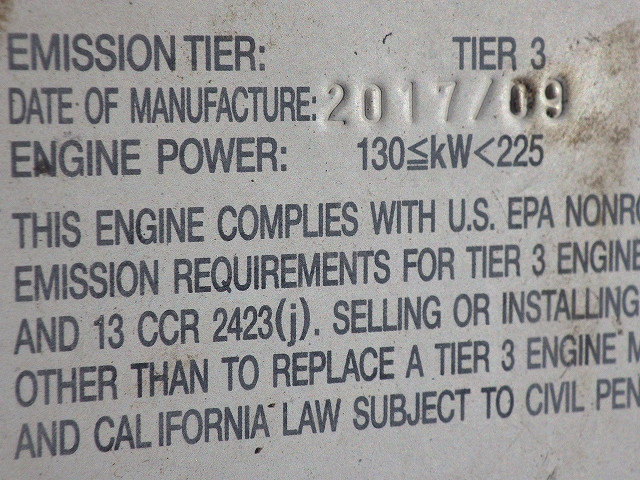 EMISSION TIER: TIER 3
DATE OF MANUFACTURE: 2017/09
ENGINE POWER: 130≦kW<225
THIS ENGINE COMPLIES WITH U.S. EPA
EMISSION REQUIREMENTS FOR TIER 3
AND 13 CCR 2423(j). SELLING OR INSTALLING
OTHER THAN TO REPLACE A TIER 3 ENGINE
AND CALIFORNIA LAW SUBJECT TO CIVIL